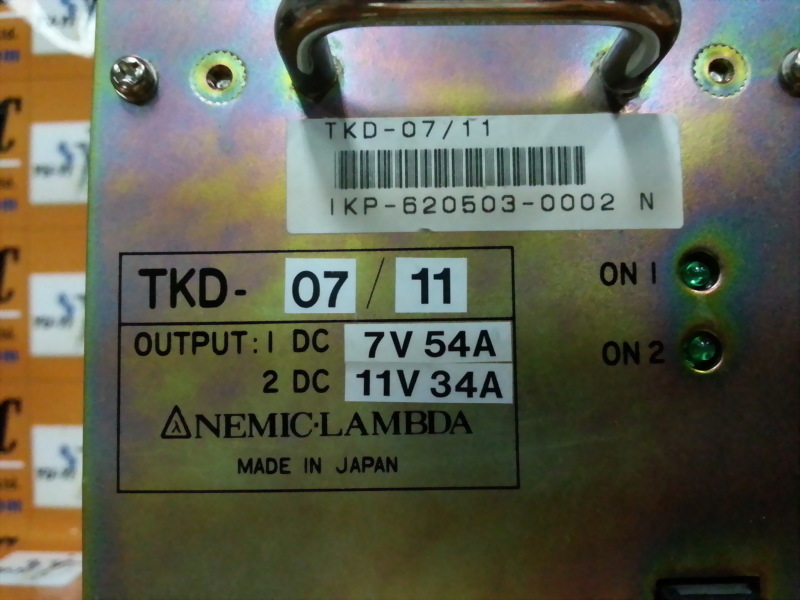 TKD-07/11
IKP-620503-0002 N
TKD- 07 / 11
OUTPUT: 1 DC 7V 54A
2 DC 11V 34A
NEMIC·LAMBDA
MADE IN JAPAN
ON 1
ON 2